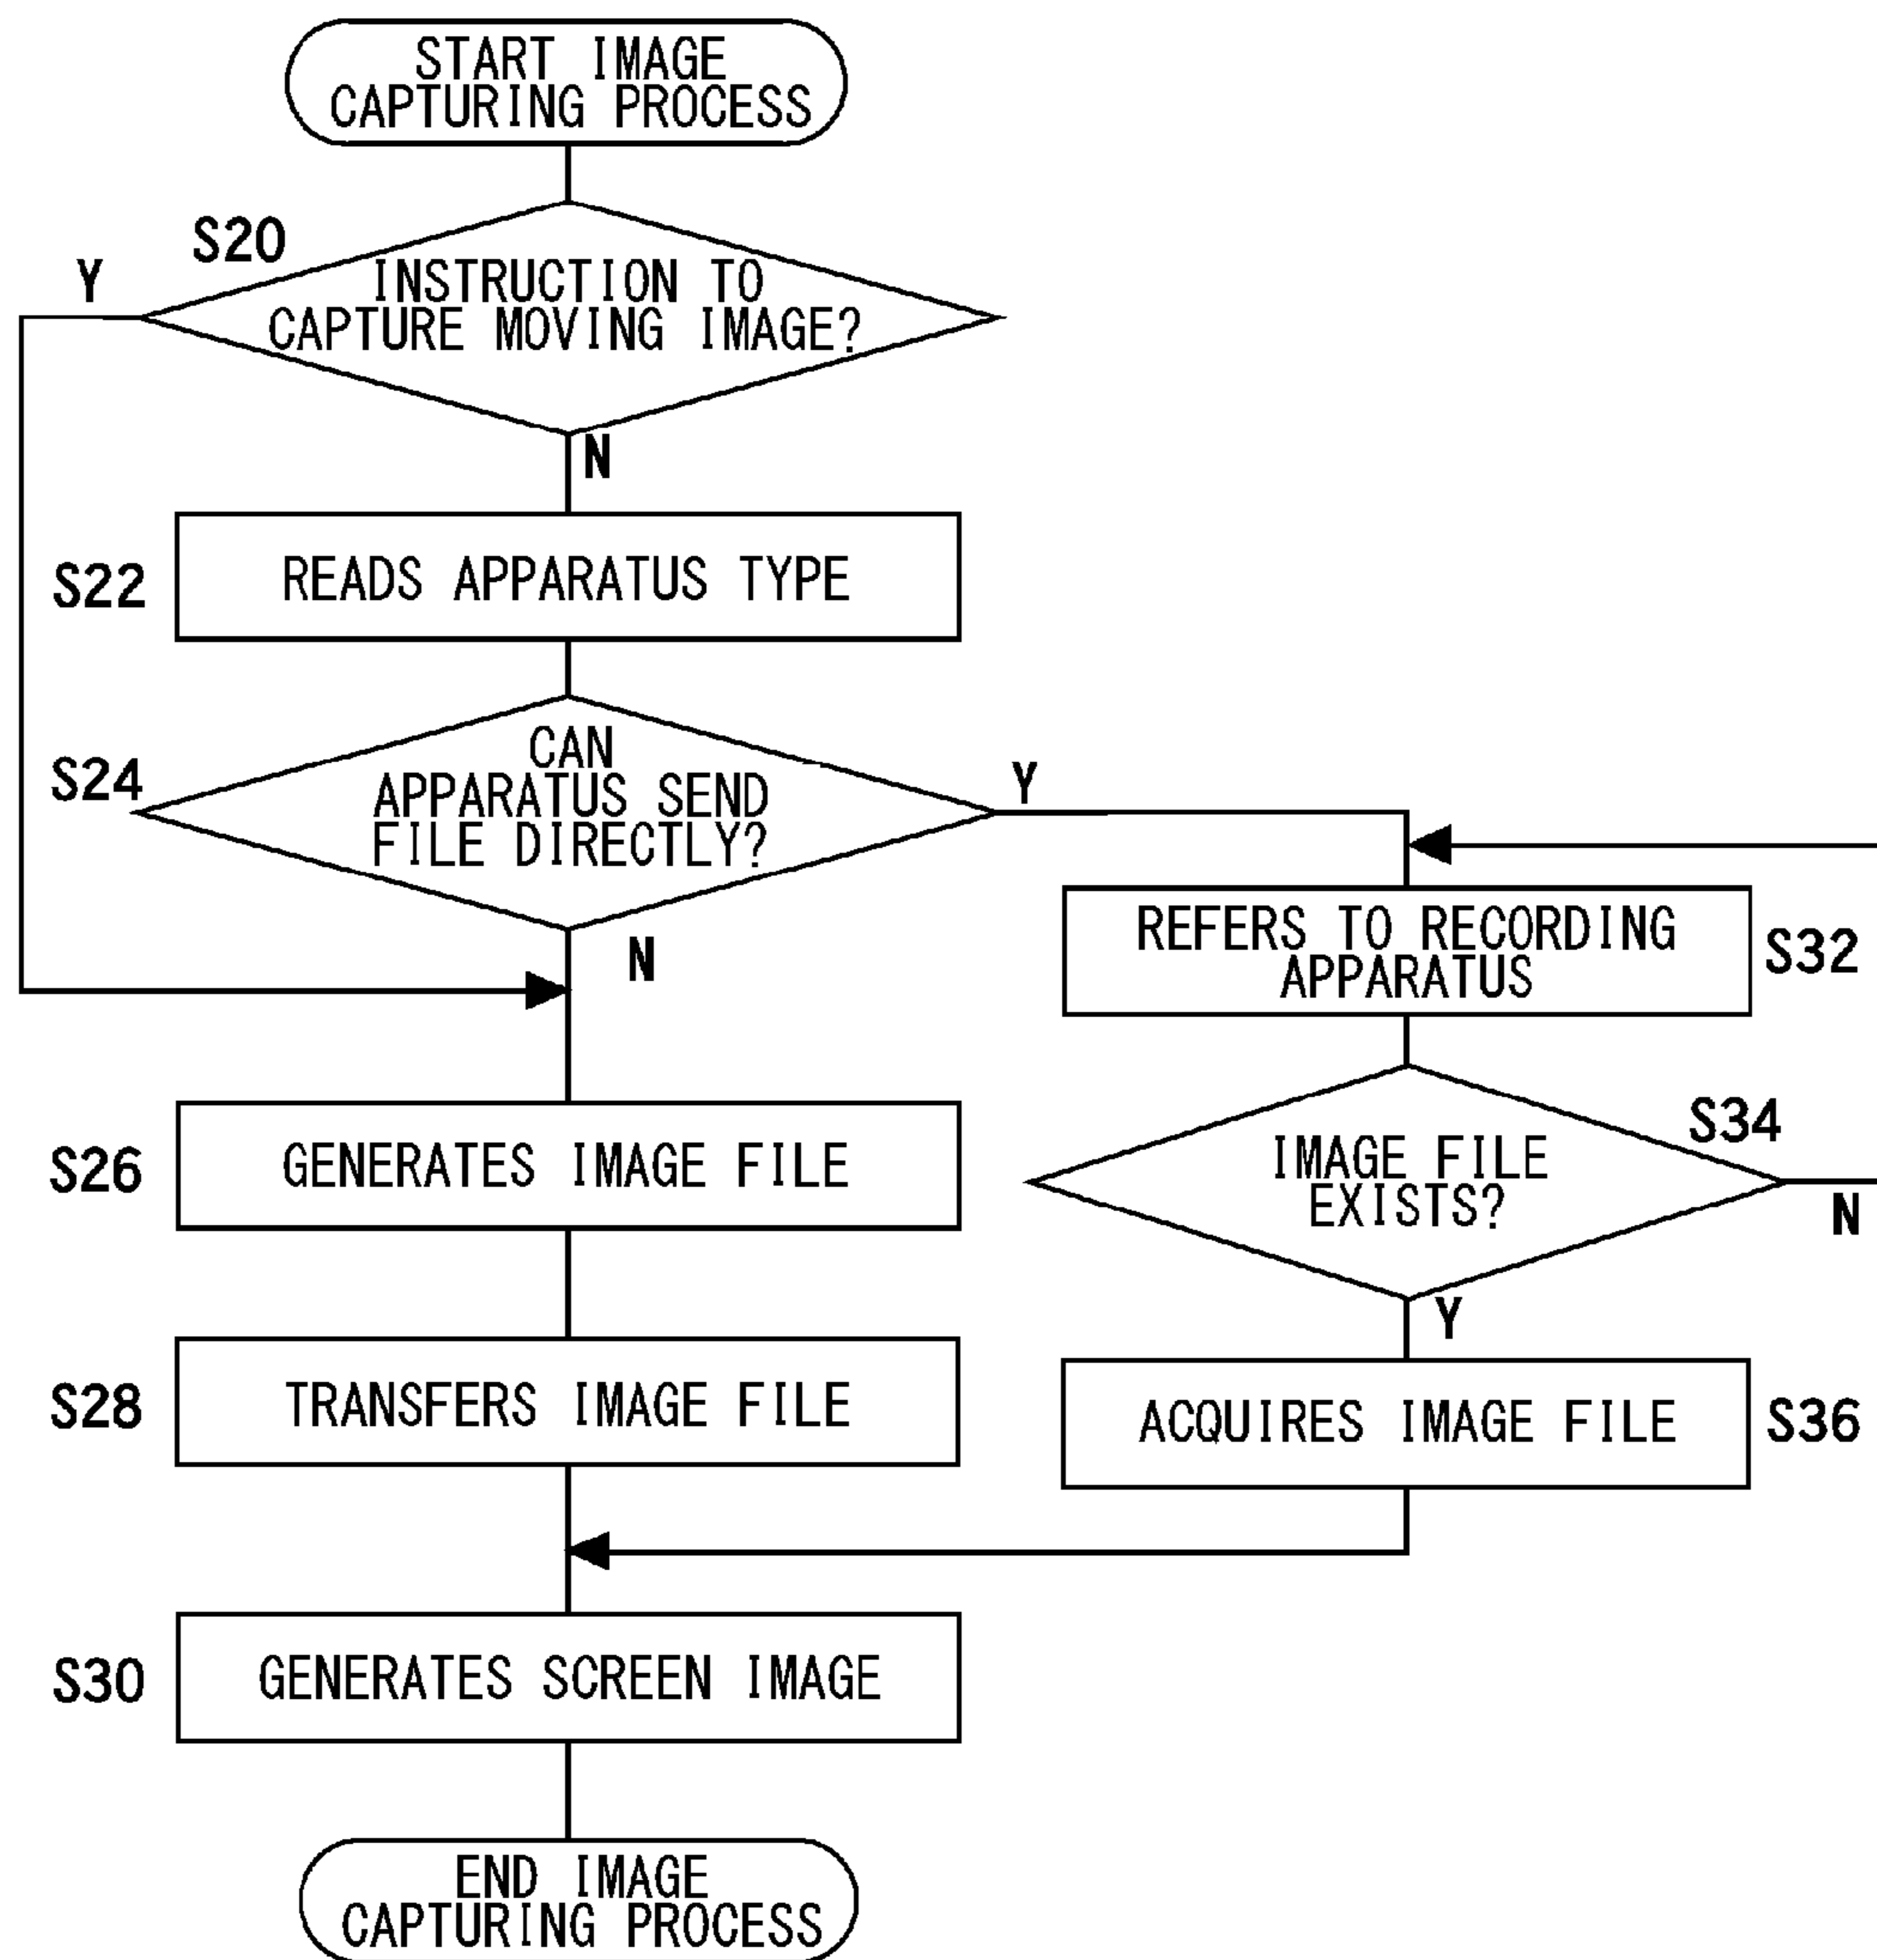 START IMAGE
CAPTURING PROCESS
S20
Y
INSTRUCTION TO
CAPTURE MOVING IMAGE?
N
S22
READS APPARATUS TYPE
S24
CAN
APPARATUS SEND
FILE DIRECTLY?
Y
N
REFERS TO RECORDING
APPARATUS
S32
S26
GENERATES IMAGE FILE
S34
IMAGE FILE
EXISTS?
N
Y
S28
TRANSFERS IMAGE FILE
ACQUIRES IMAGE FILE
S36
S30
GENERATES SCREEN IMAGE
END IMAGE
CAPTURING PROCESS